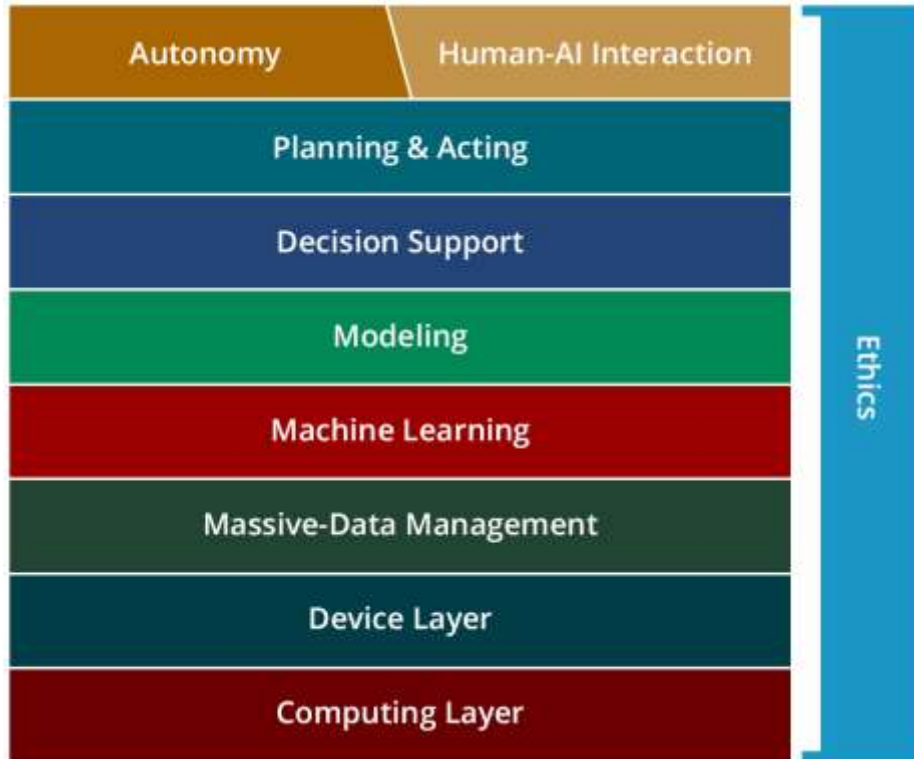 Autonomy
Human-AI Interaction
Planning & Acting
Decision Support
Modeling
Machine Learning
Massive-Data Management
Device Layer
Computing Layer
Ethics